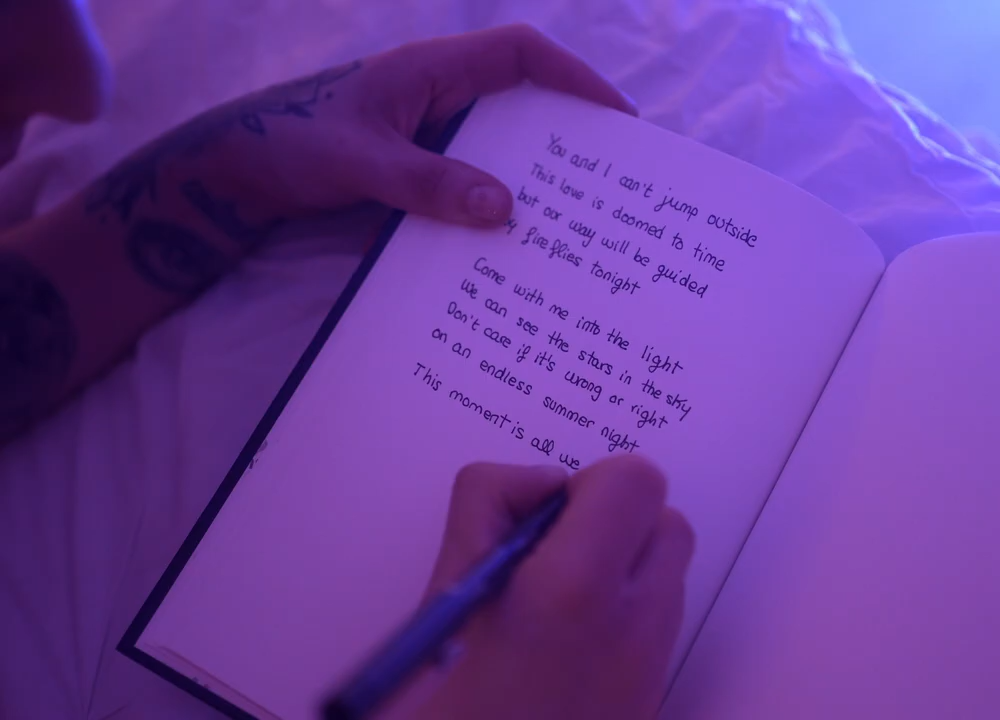 You and I can't jump outside
This love is doomed to time
but our way will be guided
by fireflies tonight
Come with me into the light
We can see the stars in the sky
Don't care if it's wrong or right
on an endless summer night
This moment is all we